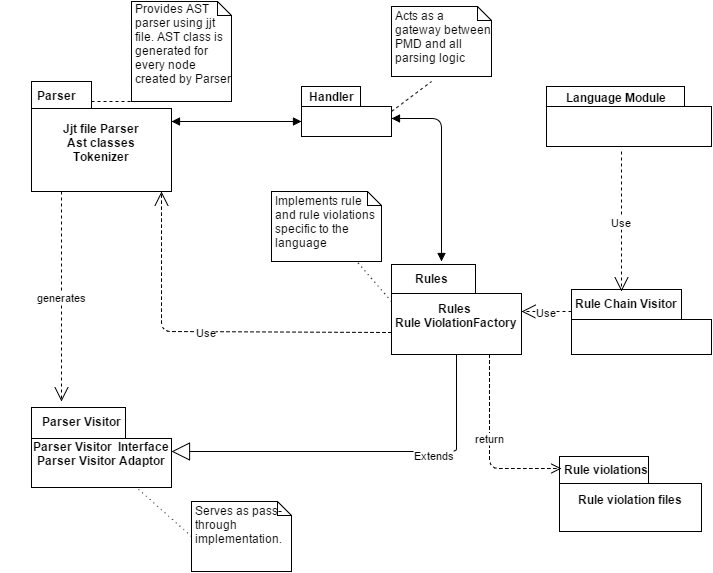 Provides AST
parser using jjt
file. AST class is
generated for
every node
created by Parser
Acts as a
gateway between
PMD and all
parsing logic
Parser
Jjt file Parser
Ast classes
Tokenizer
Handler
Language Module
Implements rule
and rule violations
specific to the
language
Use
Rules
Rules
Rule ViolationFactory
Use
Rule Chain Visitor
generates
Use
Parser Visitor
Parser Visitor Interface
Parser Visitor Adaptor
Extends
return
Rule violations
Rule violation files
Serves as pass-
through
implementation.